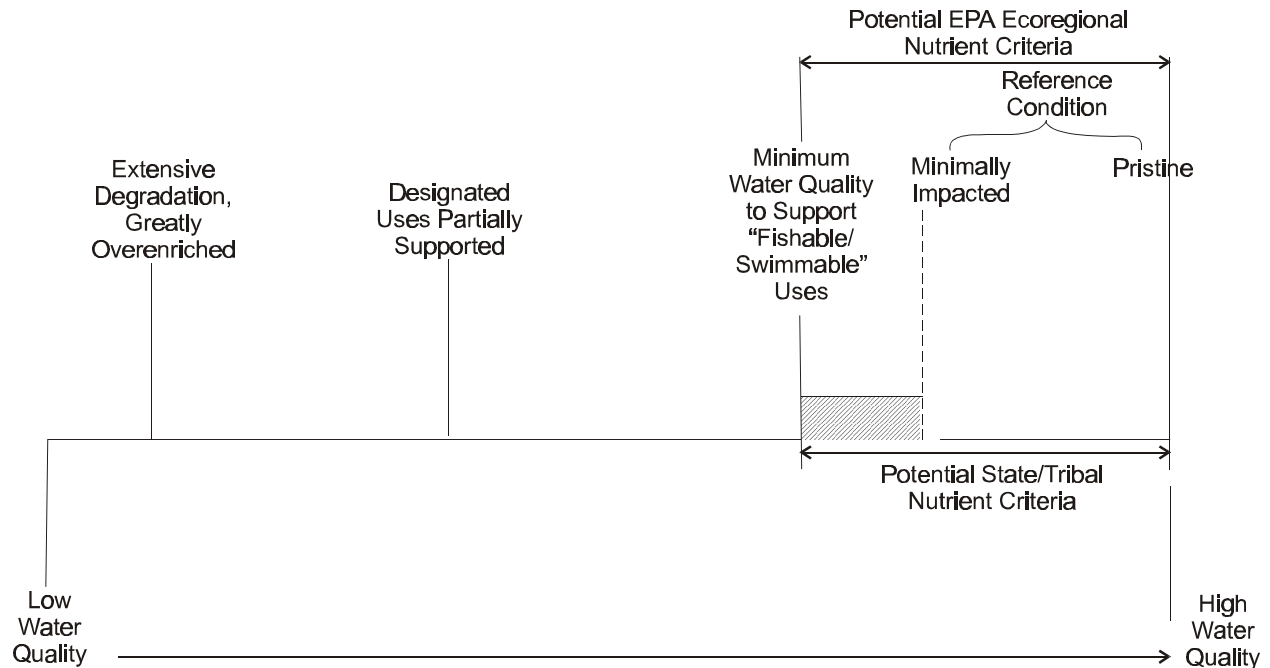 Potential EPA Ecoregional
Nutrient Criteria
Reference
Condition
Extensive
Degradation,
Greatly
Overenriched
Designated
Uses Partially
Supported
Minimum
Water Quality
to Support
“Fishable/
Swimmable”
Uses
Minimally
Impacted
Pristine
Potential State/Tribal
Nutrient Criteria
Low
Water
Quality
High
Water
Quality